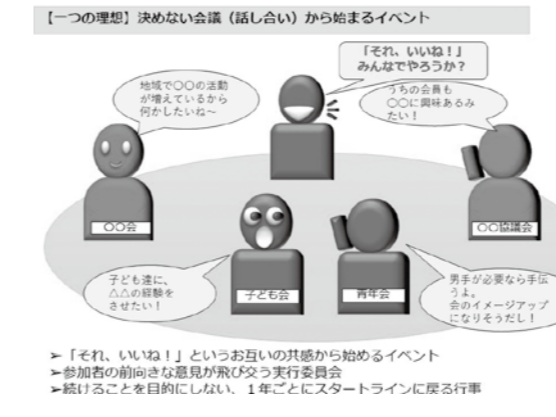 【一つの理想】決めない会議（話し合い）から始まるイベント
「それ、いいね！」
みんなでやろうか？
地域で〇〇の活動
が増えているから
何かしたいね～
うちの会員も
〇〇に興味あるみ
たい！
〇〇会
〇〇協議会
子ども達に、
△△の経験を
させたい！
子ども会
青年会
男手が必要なら手伝
うよ。
会のイメージアップ
になりそうだし！
➢「それ、いいね！」というお互いの共感から始めるイベント
➢参加者の前向きな意見が飛び交う実行委員会
➢続けることを目的にしない、１年ごとにスタートラインに戻る行事